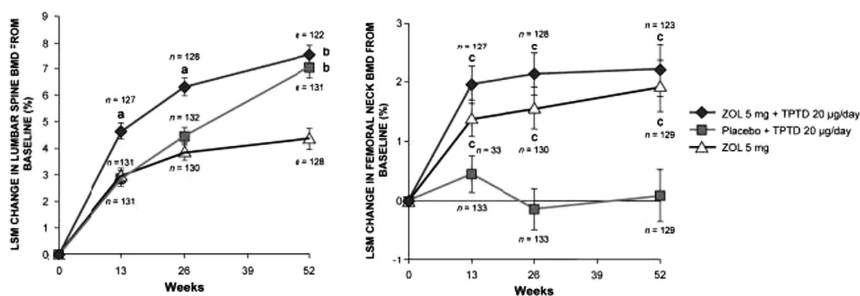 LSM CHANGE IN LUMBAR SPINE BMD FROM
BASELINE (%)
9
8
7
6
5
4
3
2
1
0
n = 127
a
n = 128
a
n = 122
b
b
n = 131
n = 132
n = 131
n = 131
n = 130
n = 128
0
13
26
39
52
Weeks
LSM CHANGE IN FEMORAL NECK BMD FROM
BASELINE (%)
3
2
1
0
-1
n = 127
c
n = 128
c
n = 123
c
c
n = 33
c
n = 130
c
n = 129
n = 133
n = 133
n = 129
0
13
26
39
52
Weeks
ZOL 5 mg + TPTD 20 µg/day
Placebo + TPTD 20 µg/day
ZOL 5 mg